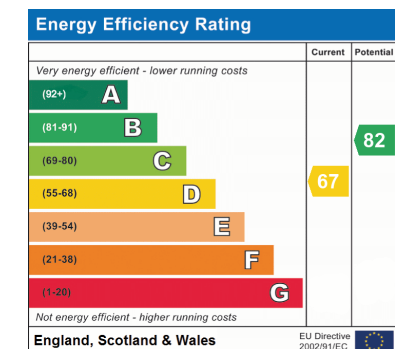 Energy Efficiency Rating
Current Potential
Very energy efficient - lower running costs
(92+) A
(81-91) B
82
(69-80) C
(55-68) D
67
(39-54) E
(21-38) F
(1-20) G
Not energy efficient - higher running costs
England, Scotland & Wales
EU Directive
2002/91/EC